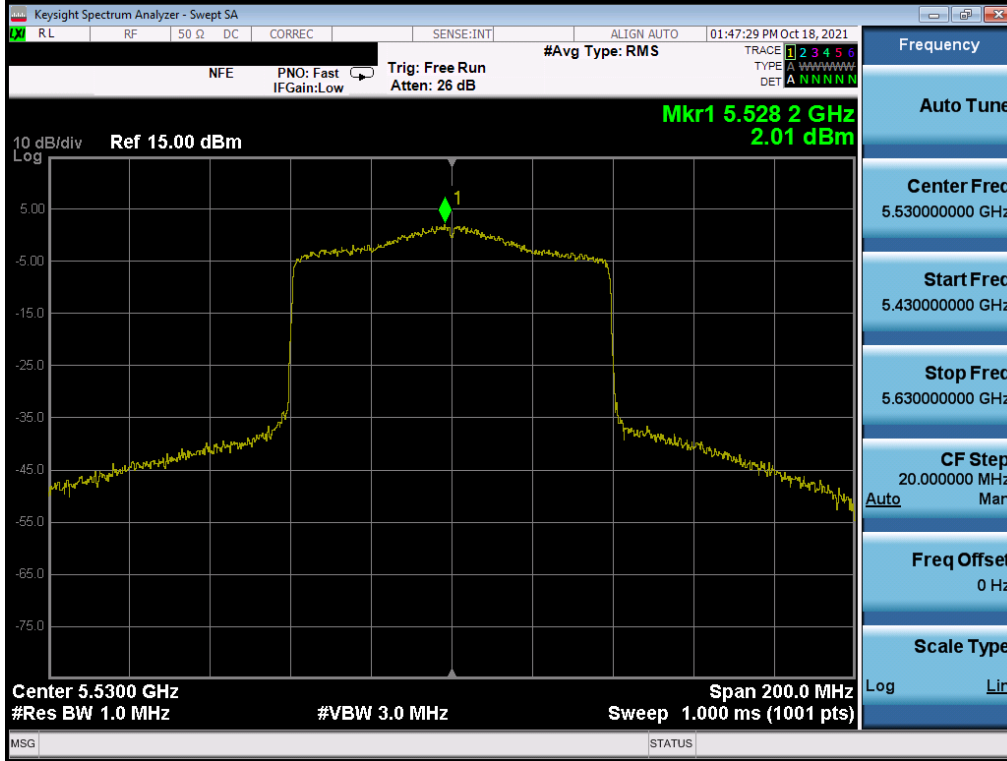 Keysight Spectrum Analyzer - Swept SA
LXI RL RF 50 Ω DC CORREC SENSE:INT ALIGN AUTO 01:47:29 PM Oct 18, 2021
NFE PNO: Fast IFGain:Low Trig: Free Run Atten: 26 dB #Avg Type: RMS
TRACE 1 2 3 4 5 6
TYPE A WWWWW
DET A N N N N N
Mkr1 5.528 2 GHz
2.01 dBm
10 dB/div Ref 15.00 dBm
Log
1
5.00
-5.00
-15.0
-25.0
-35.0
-45.0
-55.0
-65.0
-75.0
Center 5.5300 GHz Span 200.0 MHz
#Res BW 1.0 MHz #VBW 3.0 MHz Sweep 1.000 ms (1001 pts)
MSG STATUS
Frequency
Auto Tune
Center Freq
5.530000000 GHz
Start Freq
5.430000000 GHz
Stop Freq
5.630000000 GHz
CF Step
20.000000 MHz
Auto Man
Freq Offset
0 Hz
Scale Type
Log Lin